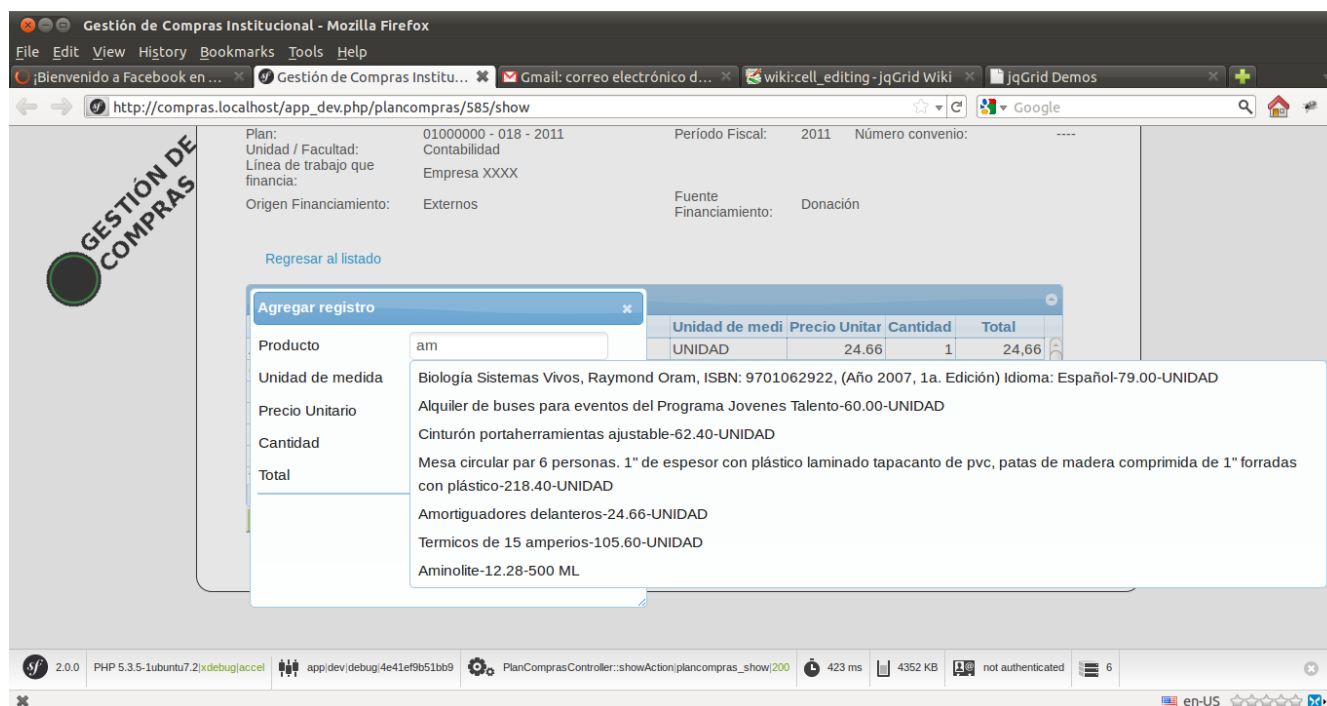 Gestión de Compras Institucional - Mozilla Firefox
File Edit View History Bookmarks Tools Help
¡Bienvenido a Facebook en ... Gestión de Compras Institu... Gmail: correo electrónico d... wiki:cell_editing - jqGrid Wiki jqGrid Demos
http://compras.localhost/app_dev.php/plancompras/585/show Google
GESTIÓN DE
COMPRAS
Plan: 01000000 - 018 - 2011 Período Fiscal: 2011 Número convenio: ----
Unidad / Facultad: Contabilidad
Línea de trabajo que
financia: Empresa XXXX
Origen Financiamiento: Externos Fuente
Financiamiento: Donación
Regresar al listado
Agregar registro
Unidad de medi Precio Unitar Cantidad Total
Producto am UNIDAD 24.66 1 24,66
Unidad de medida
Precio Unitario
Cantidad
Total
Biología Sistemas Vivos, Raymond Oram, ISBN: 9701062922, (Año 2007, 1a. Edición) Idioma: Español-79.00-UNIDAD
Alquiler de buses para eventos del Programa Jovenes Talento-60.00-UNIDAD
Cinturón portaherramientas ajustable-62.40-UNIDAD
Mesa circular par 6 personas. 1" de espesor con plástico laminado tapacanto de pvc, patas de madera comprimida de 1" forradas
con plástico-218.40-UNIDAD
Amortiguadores delanteros-24.66-UNIDAD
Termicos de 15 amperios-105.60-UNIDAD
Aminolite-12.28-500 ML
sf 2.0.0 PHP 5.3.5-1ubuntu7.2|xdebug|accel app|dev|debug|4e41ef9b51bb9 PlanComprasController::showAction|plancompras_show|200 423 ms 4352 KB not authenticated 6
en-US